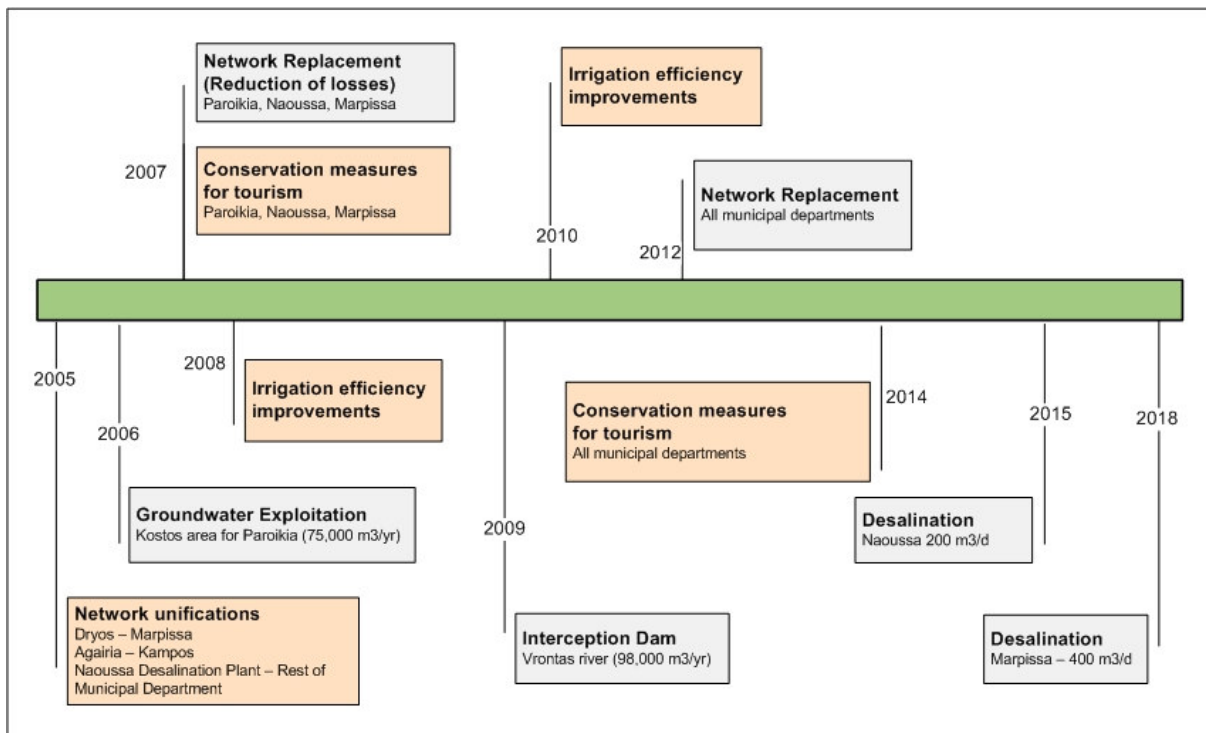 Network Replacement
(Reduction of losses)
Paroikia, Naoussa, Marpissa
2007
Conservation measures
for tourism
Paroikia, Naoussa, Marpissa
Irrigation efficiency
improvements
2010
Network Replacement
All municipal departments
2012
2005
2006
2008
Irrigation efficiency
improvements
Groundwater Exploitation
Kostos area for Paroikia (75,000 m3/yr)
Network unifications
Dryos – Marpissa
Agairia – Kampos
Naoussa Desalination Plant – Rest of
Municipal Department
2009
Interception Dam
Vrontas river (98,000 m3/yr)
Conservation measures
for tourism
All municipal departments
2014
2015
2018
Desalination
Naoussa 200 m3/d
Desalination
Marpissa – 400 m3/d